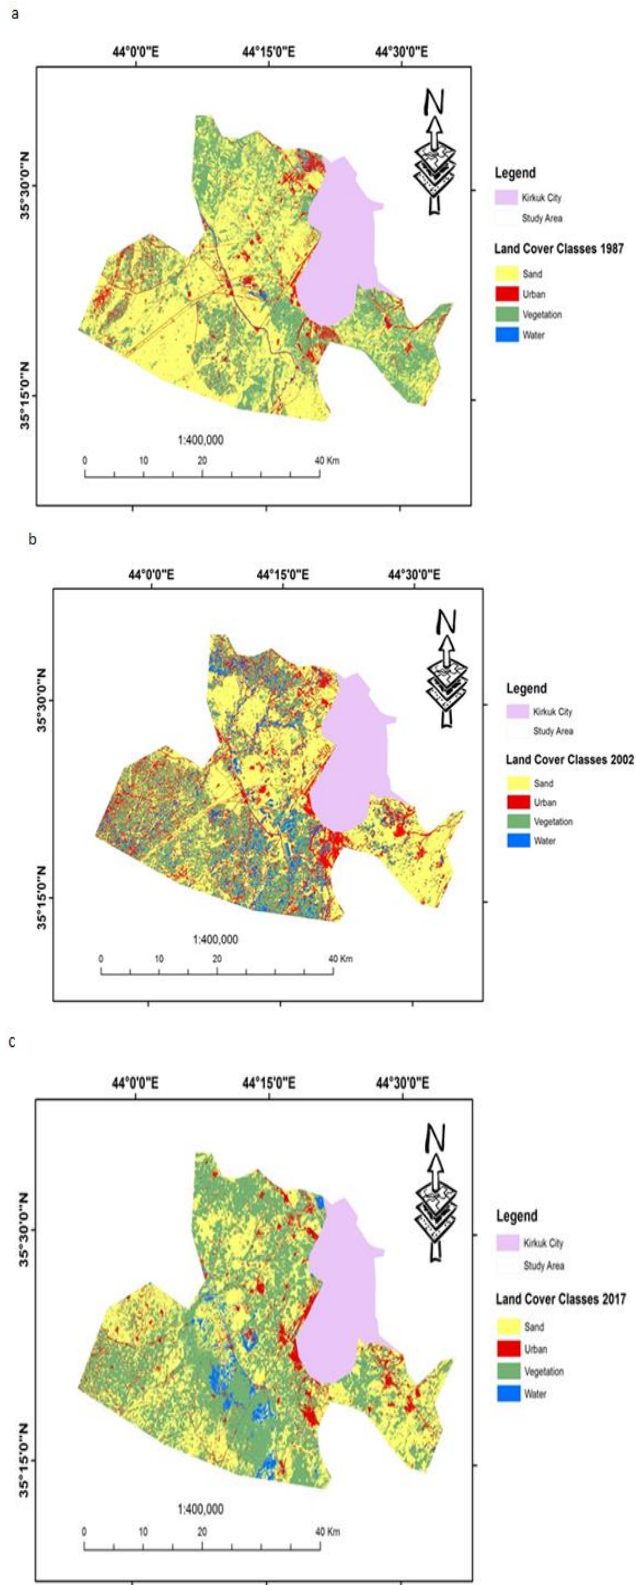 a
44°0'0"E 44°15'0"E 44°30'0"E
N
35°30'0"N
35°15'0"N
Legend
Kirkuk City
Study Area
Land Cover Classes 1987
Sand
Urban
Vegetation
Water
1:400,000
0 10 20 40 Km
b
44°0'0"E 44°15'0"E 44°30'0"E
N
35°30'0"N
35°15'0"N
Legend
Kirkuk City
Study Area
Land Cover Classes 2002
Sand
Urban
Vegetation
Water
1:400,000
0 10 20 40 Km
c
44°0'0"E 44°15'0"E 44°30'0"E
N
35°30'0"N
35°15'0"N
Legend
Kirkuk City
Study Area
Land Cover Classes 2017
Sand
Urban
Vegetation
Water
1:400,000
0 10 20 40 Km